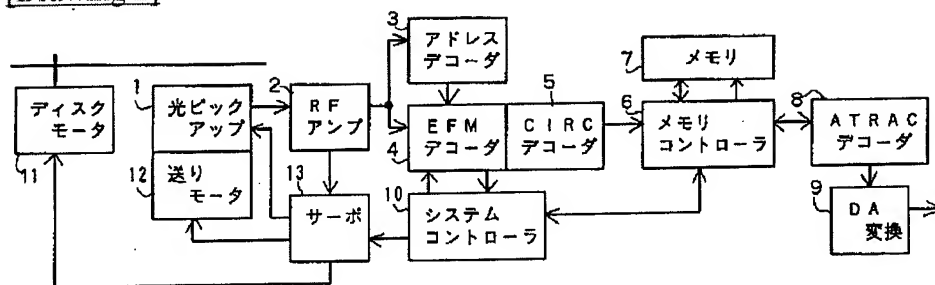 3
アドレス
デコーダ
7
メモリ
1
光ピック
アップ
2
RF
アンプ
5
EFM
デコーダ
4
CIRC
デコーダ
6
メモリ
コントローラ
8
ATRAC
デコーダ
ディスク
モータ
11
12
送り
モータ
13
サーボ
10
システム
コントローラ
9
DA
変換